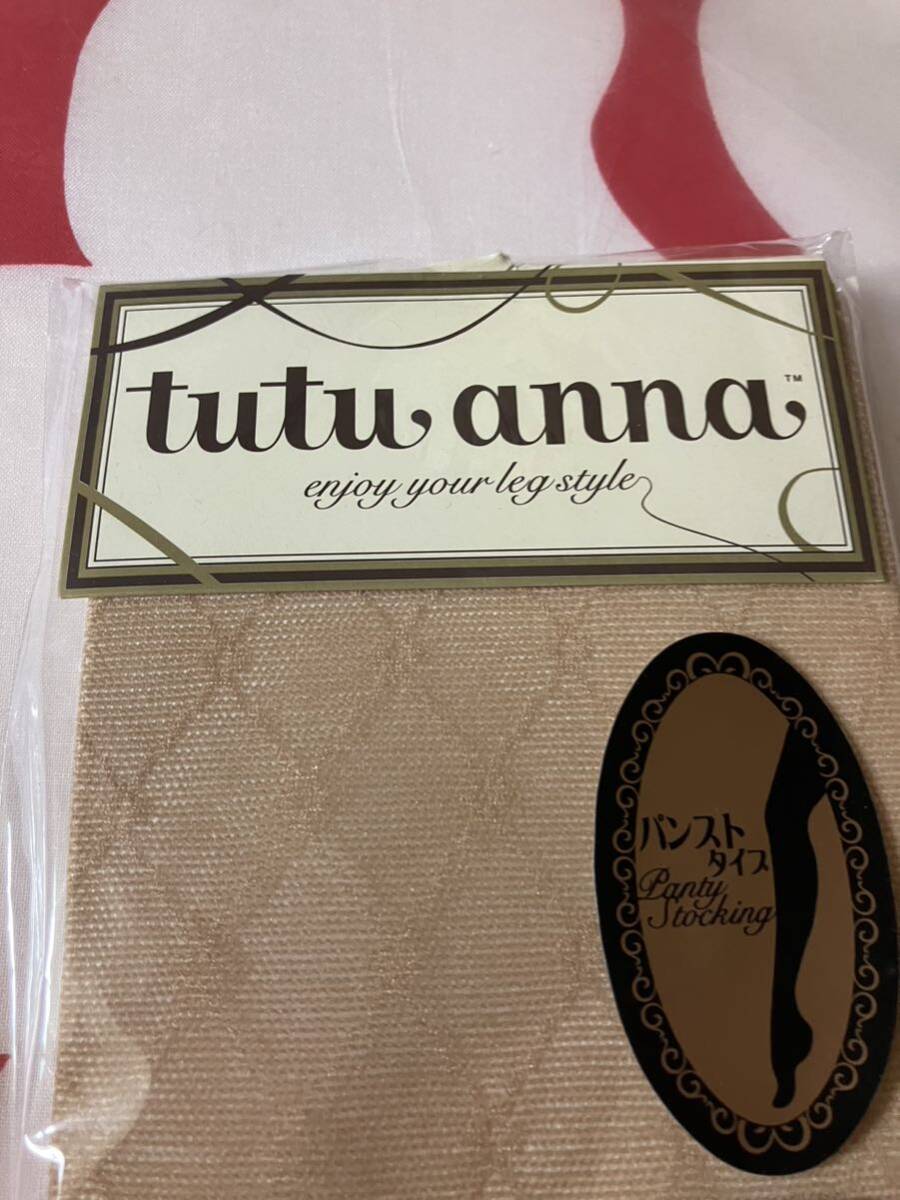 tutu anna™
enjoy your leg style
パンスト
タイプ
Panty
Stocking